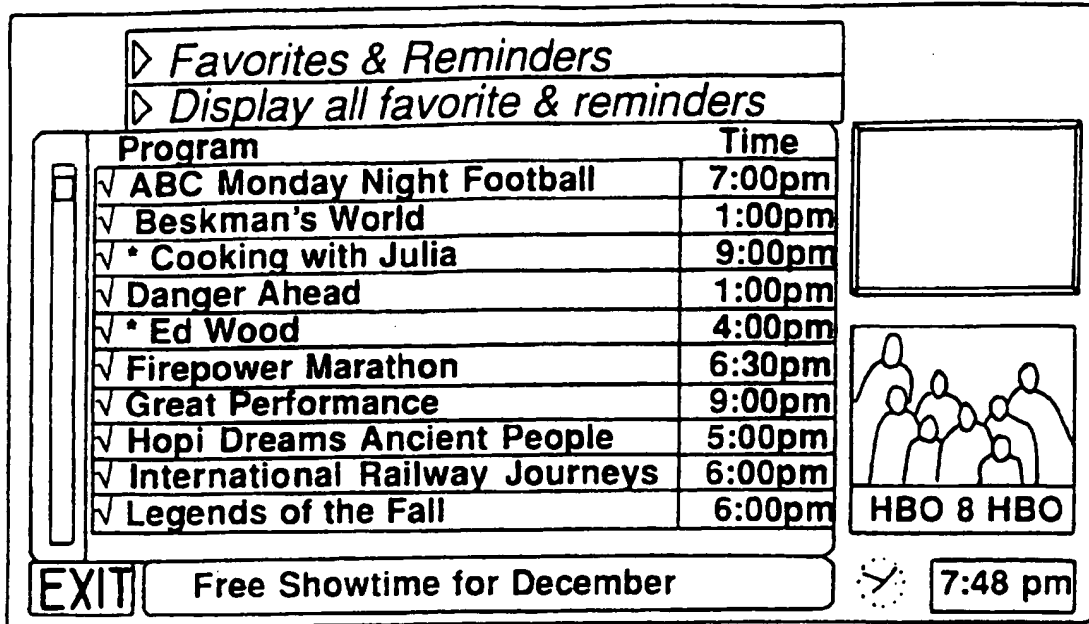 ▷ Favorites & Reminders
▷ Display all favorite & reminders
Program Time
√ ABC Monday Night Football 7:00pm
√ Beskman's World 1:00pm
√ * Cooking with Julia 9:00pm
√ Danger Ahead 1:00pm
√ * Ed Wood 4:00pm
√ Firepower Marathon 6:30pm
√ Great Performance 9:00pm
√ Hopi Dreams Ancient People 5:00pm
√ International Railway Journeys 6:00pm
√ Legends of the Fall 6:00pm
HBO 8 HBO
EXIT Free Showtime for December 7:48 pm